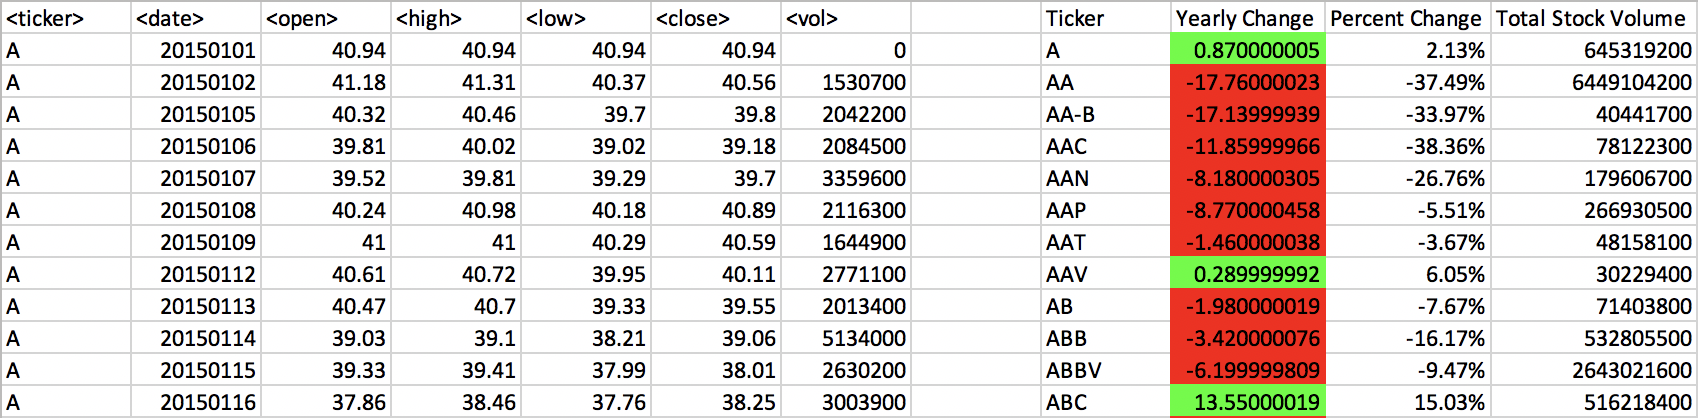 <ticker> <date> <open> <high> <low> <close> <vol> Ticker Yearly Change Percent Change Total Stock Volume
A 20150101 40.94 40.94 40.94 40.94 0 A 0.870000005 2.13% 645319200
A 20150102 41.18 41.31 40.37 40.56 1530700 AA -17.76000023 -37.49% 6449104200
A 20150105 40.32 40.46 39.7 39.8 2042200 AA-B -17.13999939 -33.97% 40441700
A 20150106 39.81 40.02 39.02 39.18 2084500 AAC -11.85999966 -38.36% 78122300
A 20150107 39.52 39.81 39.29 39.7 3359600 AAN -8.180000305 -26.76% 179606700
A 20150108 40.24 40.98 40.18 40.89 2116300 AAP -8.770000458 -5.51% 266930500
A 20150109 41 41 40.29 40.59 1644900 AAT -1.460000038 -3.67% 48158100
A 20150112 40.61 40.72 39.95 40.11 2771100 AAV 0.289999992 6.05% 30229400
A 20150113 40.47 40.7 39.33 39.55 2013400 AB -1.980000019 -7.67% 71403800
A 20150114 39.03 39.1 38.21 39.06 5134000 ABB -3.420000076 -16.17% 532805500
A 20150115 39.33 39.41 37.99 38.01 2630200 ABBV -6.199999809 -9.47% 2643021600
A 20150116 37.86 38.46 37.76 38.25 3003900 ABC 13.55000019 15.03% 516218400